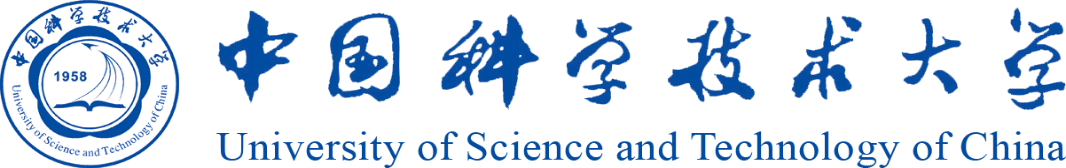 中国科学技术大学
1958
University of Science and Technology of China
中国科学技术大学
University of Science and Technology of China